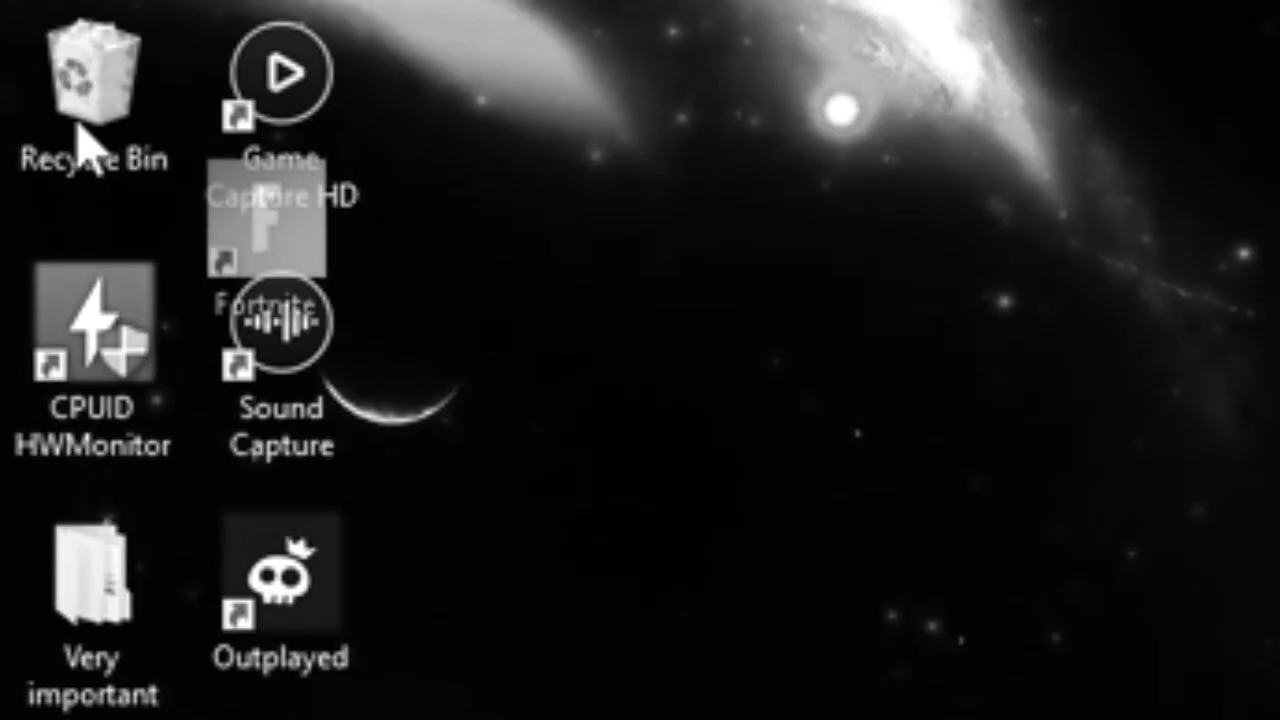 Recycle Bin
Game
Capture HD
Fortnite
CPUID
HWMonitor
Sound
Capture
Very
important
Outplayed